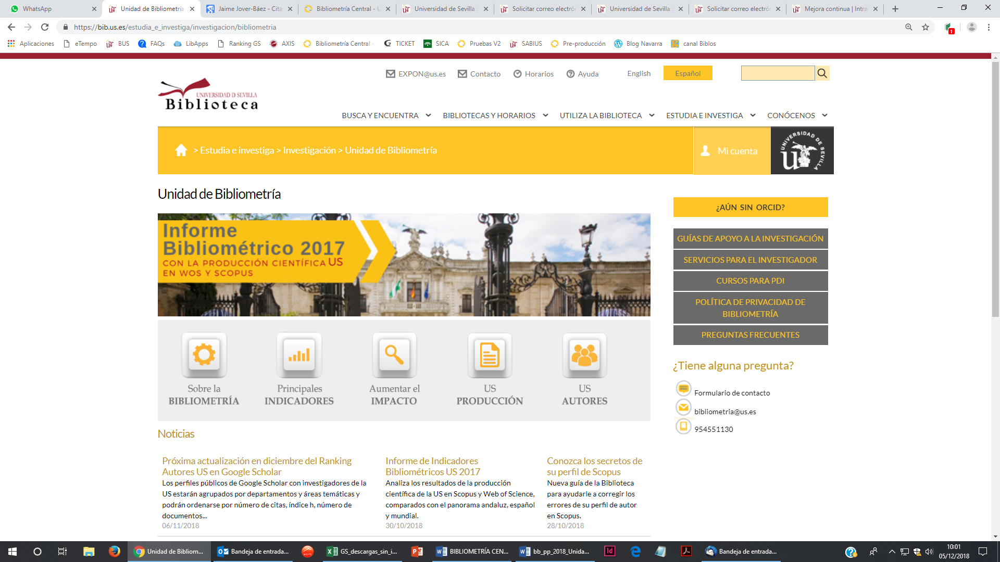 WhatsApp
Unidad de Bibliometría
Jaime Jover-Báez - Cita
Bibliometría Central - U
Universidad de Sevilla
Solicitar correo electró
Universidad de Sevilla
Solicitar correo electró
Mejora continua | Intra
https://bib.us.es/estudia_e_investiga/investigacion/bibliometria
1
Aplicaciones
eTempo
BUS
FAQs
LibApps
Ranking GS
AXIS
Bibliometría Central -
TICKET
SICA
Pruebas V2
SABIUS
Pre-producción
Blog Navarra
canal Biblos
EXPON@us.es
Contacto
Horarios
Ayuda
English
Español
UNIVERSIDAD D SEVILLA
Biblioteca
BUSCA Y ENCUENTRA
BIBLIOTECAS Y HORARIOS
UTILIZA LA BIBLIOTECA
ESTUDIA E INVESTIGA
CONÓCENOS
> Estudia e investiga > Investigación > Unidad de Bibliometría
Mi cuenta
UNIVERSIDAD DE SEVILLA
Unidad de Bibliometría
Informe
Bibliométrico 2017
CON LA PRODUCCIÓN CIENTÍFICA US
EN WOS Y SCOPUS
Sobre la
BIBLIOMETRÍA
Principales
INDICADORES
Aumentar el
IMPACTO
US
PRODUCCIÓN
US
AUTORES
¿AÚN SIN ORCID?
GUÍAS DE APOYO A LA INVESTIGACIÓN
SERVICIOS PARA EL INVESTIGADOR
CURSOS PARA PDI
POLÍTICA DE PRIVACIDAD DE
BIBLIOMETRÍA
PREGUNTAS FRECUENTES
¿Tiene alguna pregunta?
Formulario de contacto
bibliometria@us.es
954551130
Noticias
Próxima actualización en diciembre del Ranking
Autores US en Google Scholar
Los perfiles públicos de Google Scholar con investigadores de la
US estarán agrupados por departamentos y áreas temáticas y
podrán ordenarse por número de citas, índice h, número de
documentos...
06/11/2018
Informe de Indicadores
Bibliométricos US 2017
Analiza los resultados de la producción
científica de la US en Scopus y Web of Science,
comparados con el panorama andaluz, español
y mundial.
30/10/2018
Conozca los secretos de
su perfil de Scopus
Nueva guía de la Biblioteca
para ayudarle a corregir los
errores de su perfil de autor
en Scopus.
28/10/2018
Unidad de Bibliom...
Bandeja de entrada...
GS_descargas_sin_i...
BIBLIOMETRÍA CEN...
bb_pp_2018_Unida...
Id
Bandeja de entrada...
10:01
05/12/2018